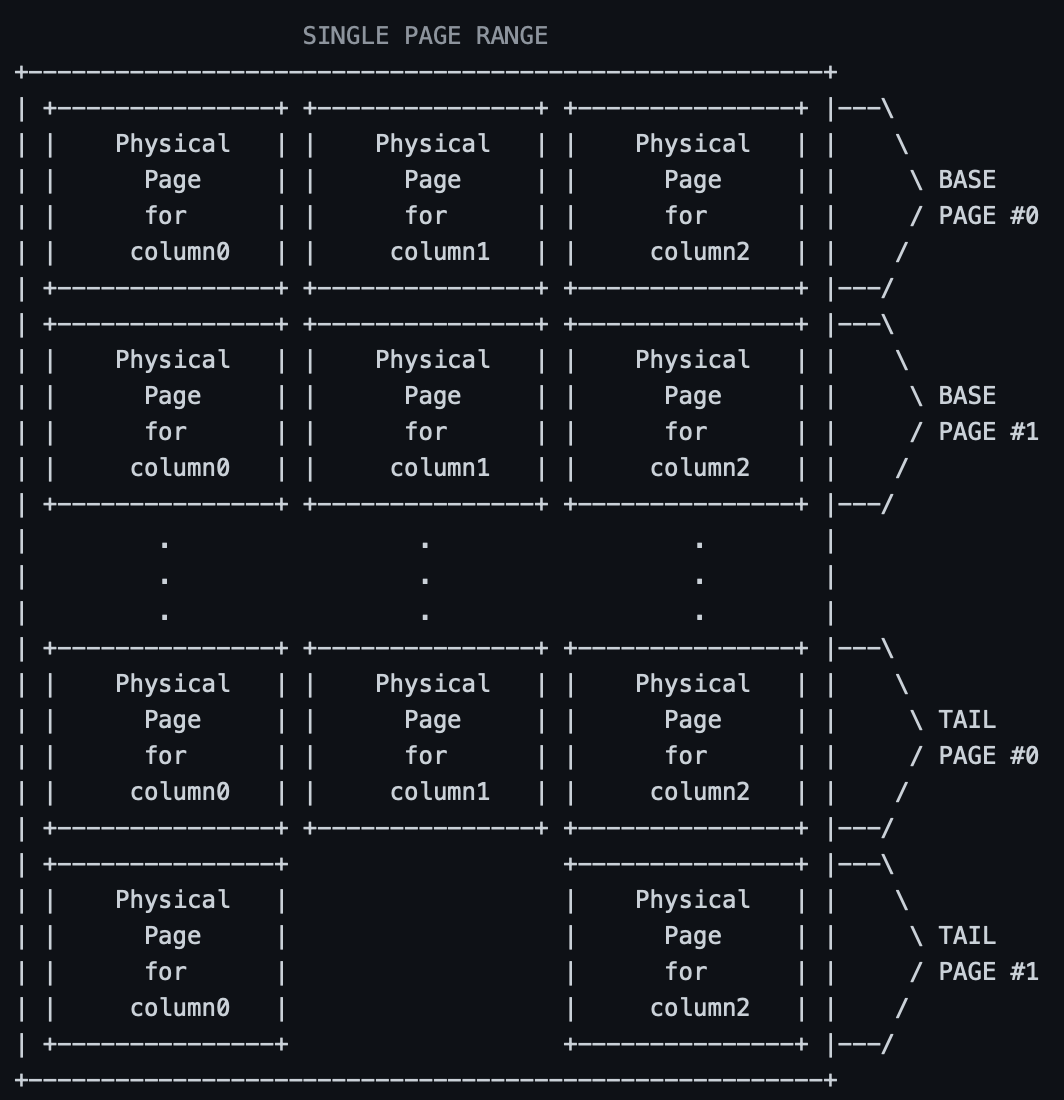 SINGLE PAGE RANGE
+-------------------------------------------------------+
| +----------------+ +----------------+ +----------------+ |---\
| |    Physical   | |    Physical   | |    Physical   | |    \
| |      Page     | |      Page     | |      Page     | |     \ BASE
| |      for      | |      for      | |      for      | |     / PAGE #0
| |     column0   | |     column1   | |     column2   | |    /
| +----------------+ +----------------+ +----------------+ |---/
| +----------------+ +----------------+ +----------------+ |---\
| |    Physical   | |    Physical   | |    Physical   | |    \
| |      Page     | |      Page     | |      Page     | |     \ BASE
| |      for      | |      for      | |      for      | |     / PAGE #1
| |     column0   | |     column1   | |     column2   | |    /
| +----------------+ +----------------+ +----------------+ |---/
|         .                 .                  .        |
|         .                 .                  .        |
|         .                 .                  .        |
| +----------------+ +----------------+ +----------------+ |---\
| |    Physical   | |    Physical   | |    Physical   | |    \
| |      Page     | |      Page     | |      Page     | |     \ TAIL
| |      for      | |      for      | |      for      | |     / PAGE #0
| |     column0   | |     column1   | |     column2   | |    /
| +----------------+ +----------------+ +----------------+ |---/
| +----------------+                   +----------------+ |---\
| |    Physical   |                   |    Physical   | |    \
| |      Page     |                   |      Page     | |     \ TAIL
| |      for      |                   |      for      | |     / PAGE #1
| |     column0   |                   |     column2   | |    /
| +----------------+                   +----------------+ |---/
+-------------------------------------------------------+